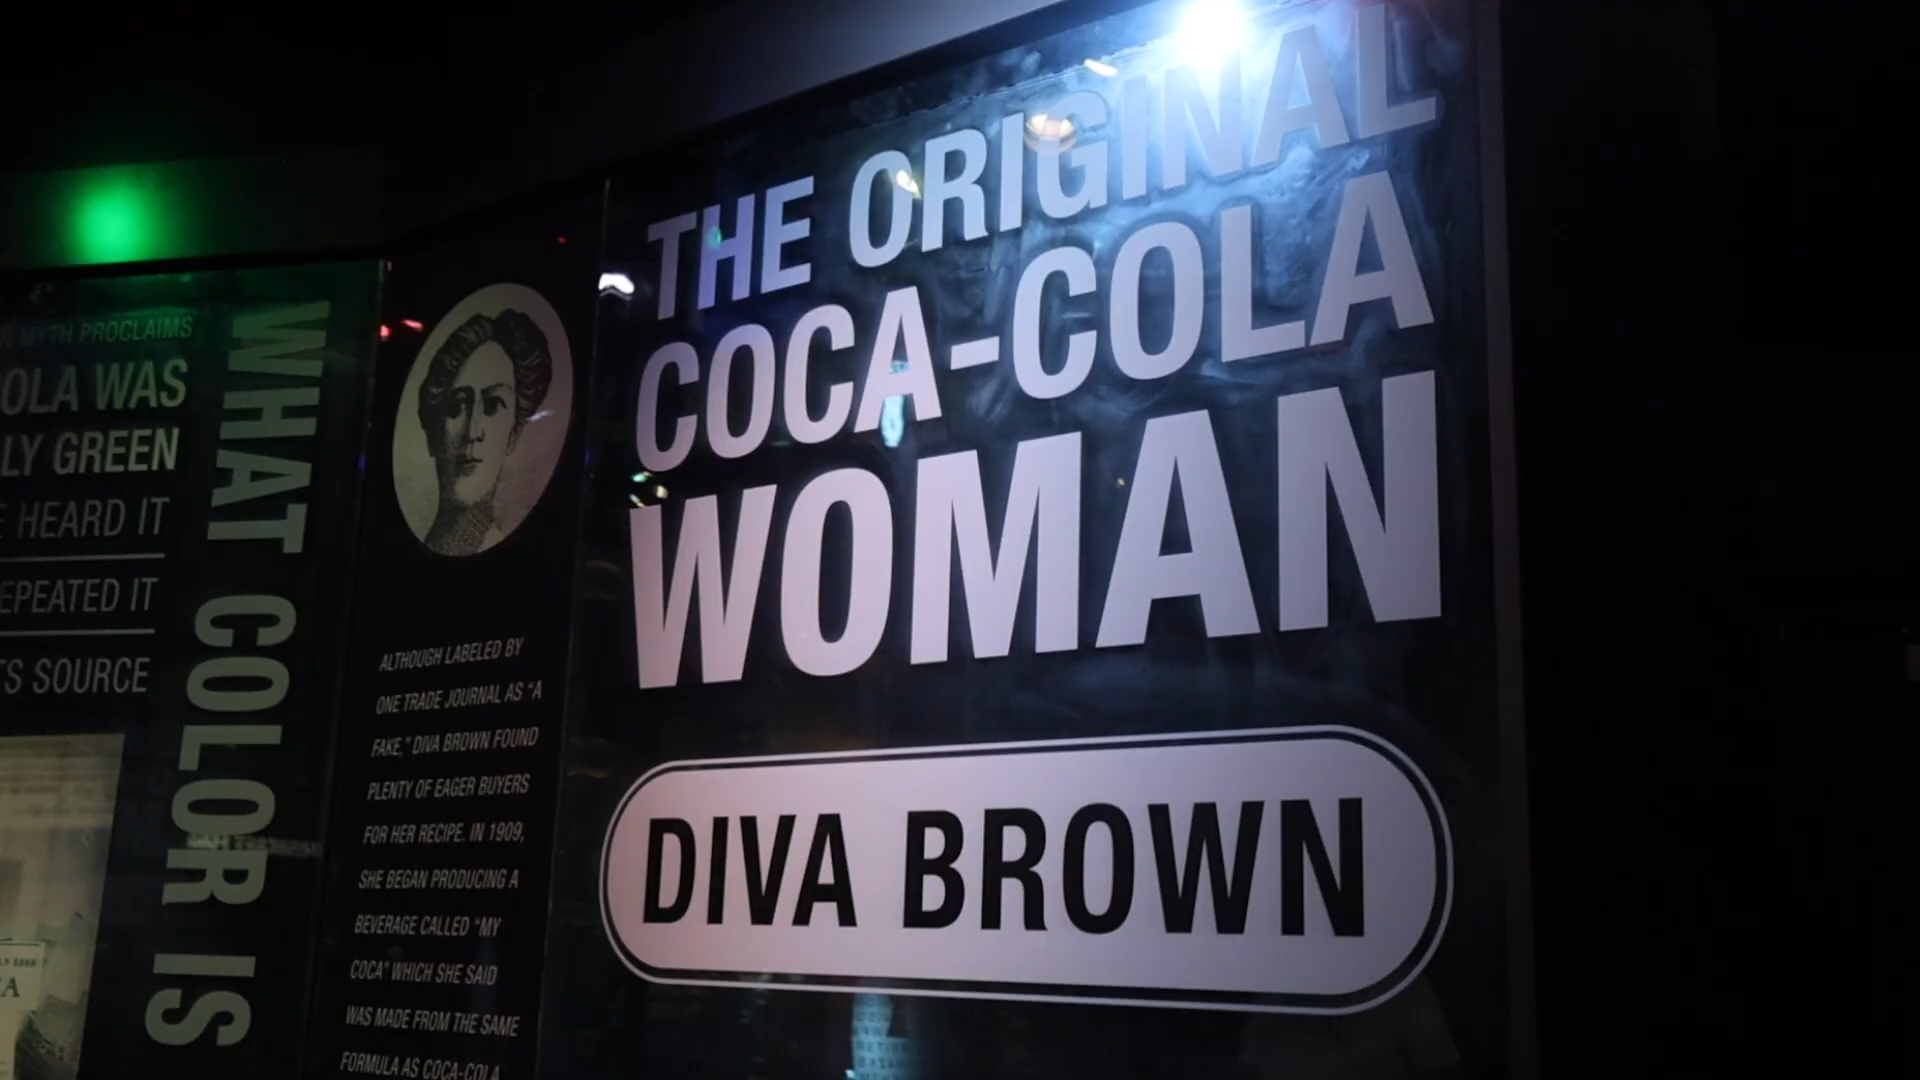 MYTH PROCLAIMS
OLA WAS
LY GREEN
HEARD IT
EPEATED IT
TS SOURCE
WHAT COLOR IS
ALTHOUGH LABELED BY
ONE TRADE JOURNAL AS "A
FAKE," DIVA BROWN FOUND
PLENTY OF EAGER BUYERS
FOR HER RECIPE. IN 1909,
SHE BEGAN PRODUCING A
BEVERAGE CALLED "MY
COCA" WHICH SHE SAID
WAS MADE FROM THE SAME
FORMULA AS COCA-COLA
THE ORIGINAL
COCA-COLA
WOMAN
DIVA BROWN